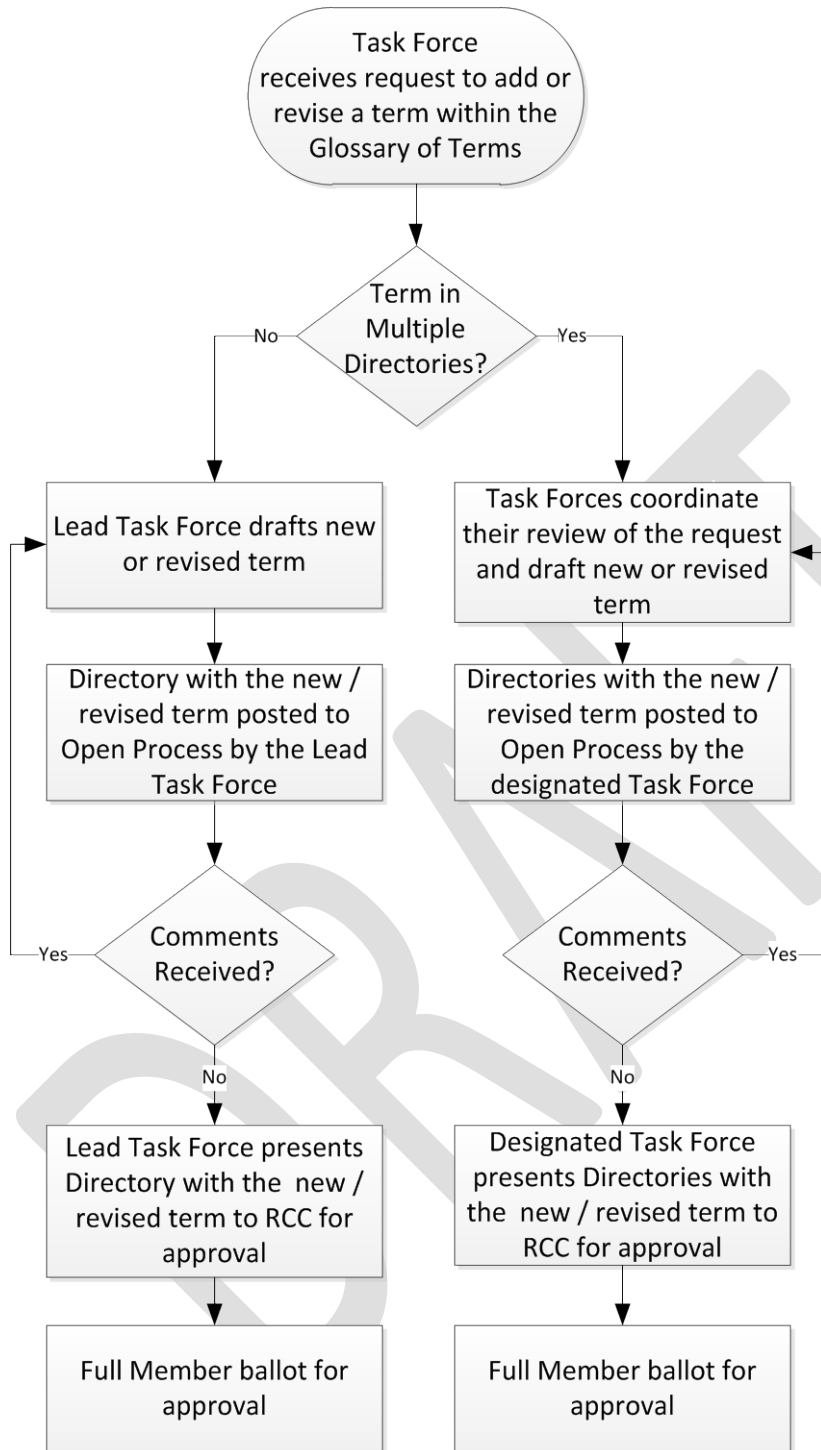 Task Force
receives request to add or
revise a term within the
Glossary of Terms
Term in
Multiple
Directories?
No
Yes
Lead Task Force drafts new
or revised term
Task Forces coordinate
their review of the request
and draft new or revised
term
Directory with the new /
revised term posted to
Open Process by the Lead
Task Force
Directories with the new /
revised term posted to
Open Process by the
designated Task Force
Comments
Received?
Yes
Comments
Received?
Yes
No
No
Lead Task Force presents
Directory with the new /
revised term to RCC for
approval
Designated Task Force
presents Directories with
the new / revised term to
RCC for approval
Full Member ballot for
approval
Full Member ballot for
approval
DRAFT